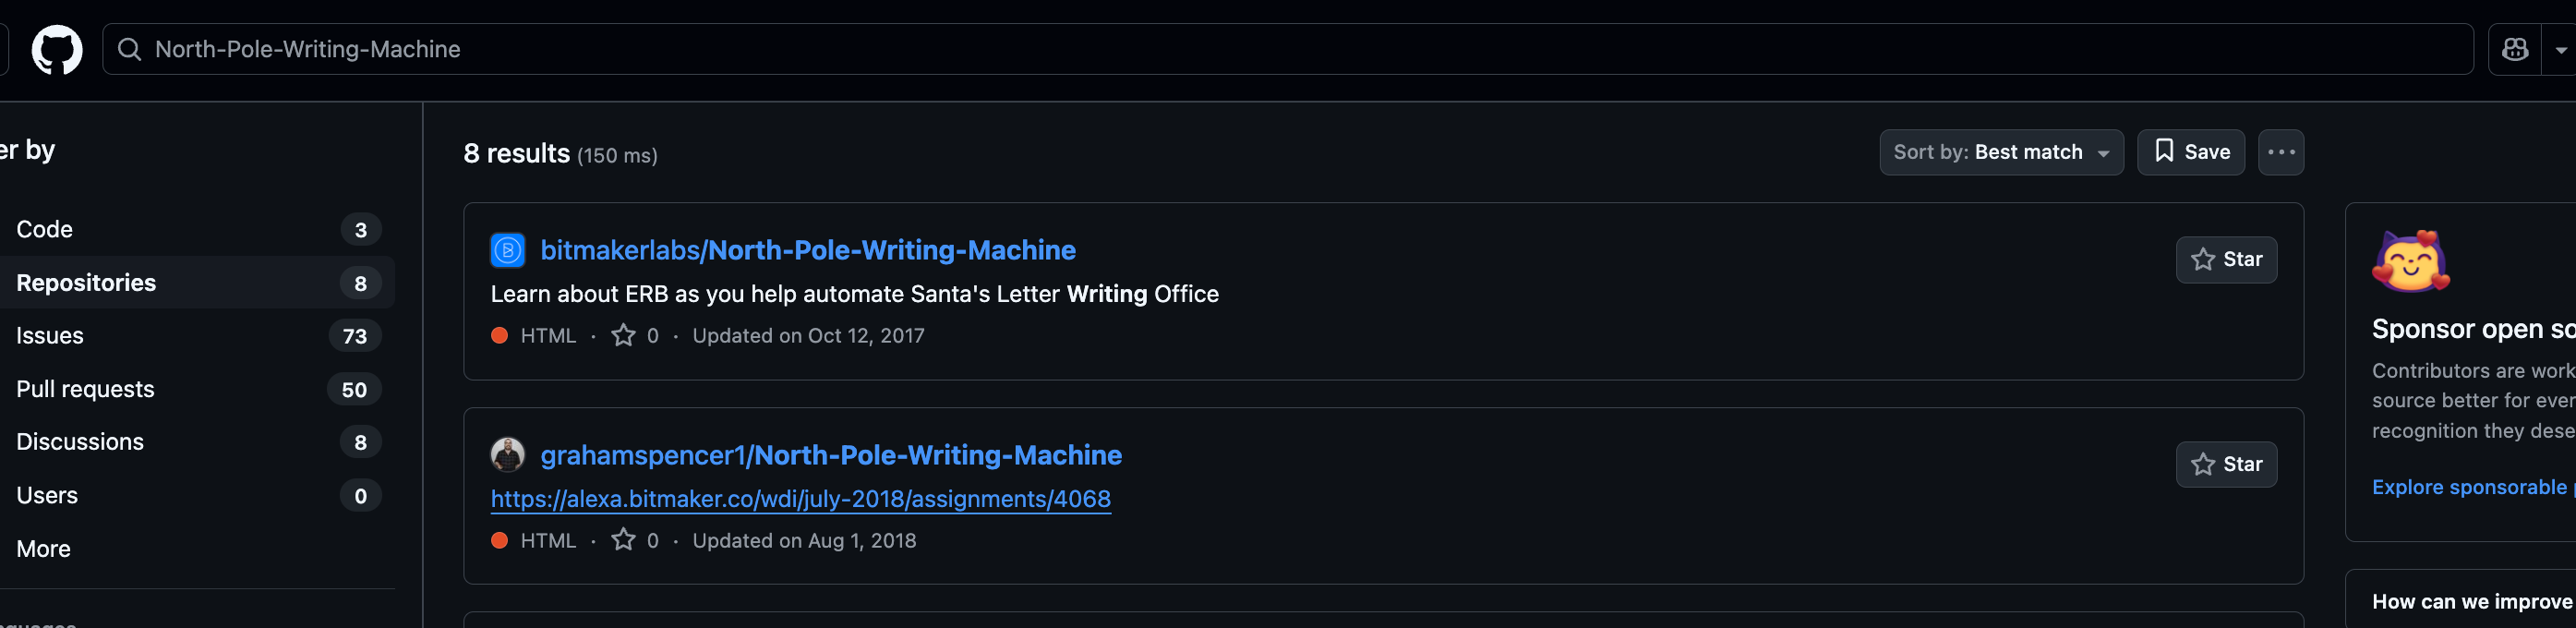 North-Pole-Writing-Machine
er by
Code 3
Repositories 8
Issues 73
Pull requests 50
Discussions 8
Users 0
More
8 results (150 ms)
Sort by: Best match
Save
bitmakerlabs/North-Pole-Writing-Machine
Star
Learn about ERB as you help automate Santa's Letter Writing Office
HTML · 0 · Updated on Oct 12, 2017
grahamspencer1/North-Pole-Writing-Machine
Star
https://alexa.bitmaker.co/wdi/july-2018/assignments/4068
HTML · 0 · Updated on Aug 1, 2018
Sponsor open so
Contributors are work
source better for ever
recognition they dese
Explore sponsorable
How can we improve